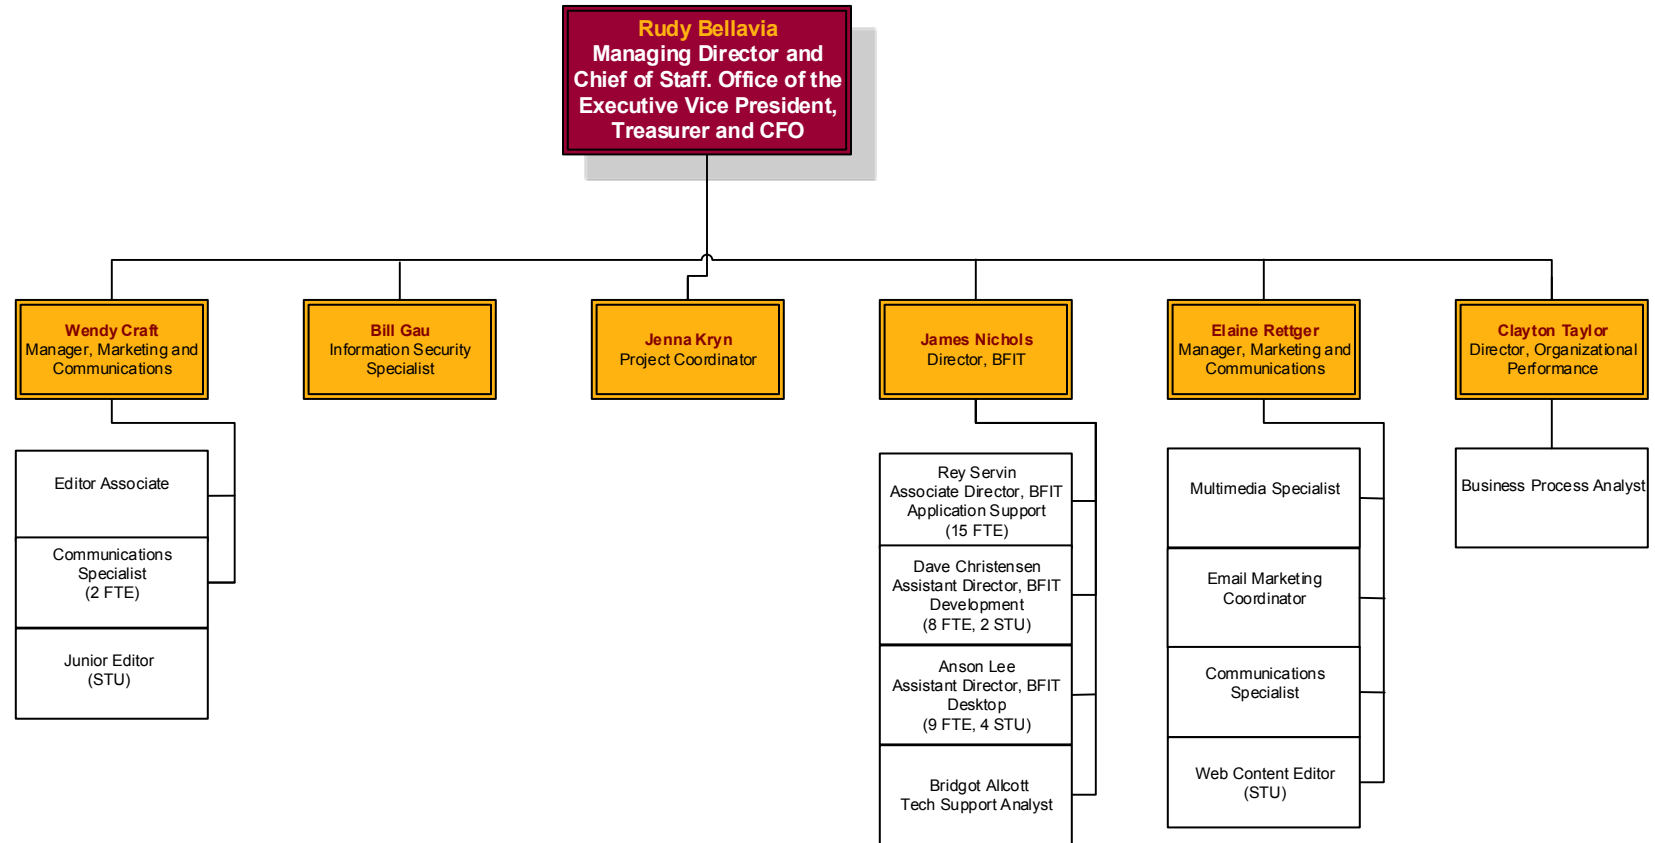 Rudy Bellavia
Managing Director and
Chief of Staff. Office of the
Executive Vice President,
Treasurer and CFO
Wendy Craft
Manager, Marketing and
Communications
Bill Gau
Information Security
Specialist
Jenna Kryn
Project Coordinator
James Nichols
Director, BFIT
Elaine Rettger
Manager, Marketing and
Communications
Clayton Taylor
Director, Organizational
Performance
Editor Associate
Communications
Specialist
(2 FTE)
Junior Editor
(STU)
Rey Servin
Associate Director, BFIT
Application Support
(15 FTE)
Dave Christensen
Assistant Director, BFIT
Development
(8 FTE, 2 STU)
Anson Lee
Assistant Director, BFIT
Desktop
(9 FTE, 4 STU)
Bridgot Allcott
Tech Support Analyst
Multimedia Specialist
Email Marketing
Coordinator
Communications
Specialist
Web Content Editor
(STU)
Business Process Analyst